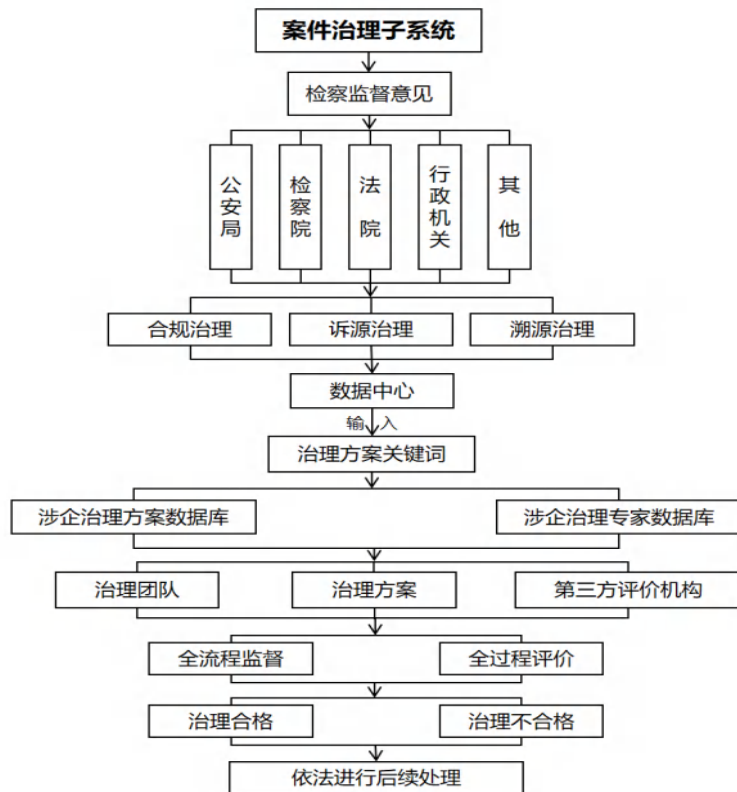 案件治理子系统
检察监督意见
公安局
检察院
法院
行政机关
其他
合规治理
诉源治理
溯源治理
数据中心
输入
治理方案关键词
涉企治理方案数据库
涉企治理专家数据库
治理团队
治理方案
第三方评价机构
全流程监督
全过程评价
治理合格
治理不合格
依法进行后续处理